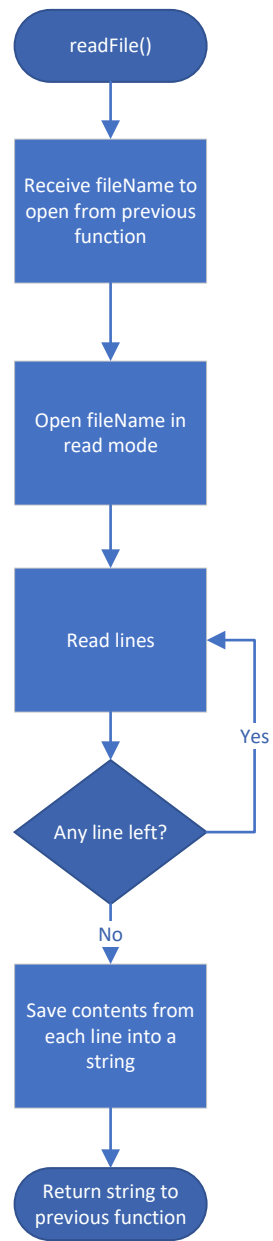 readFile()
Receive fileName to
open from previous
function
Open fileName in
read mode
Read lines
Yes
Any line left?
No
Save contents from
each line into a
string
Return string to
previous function